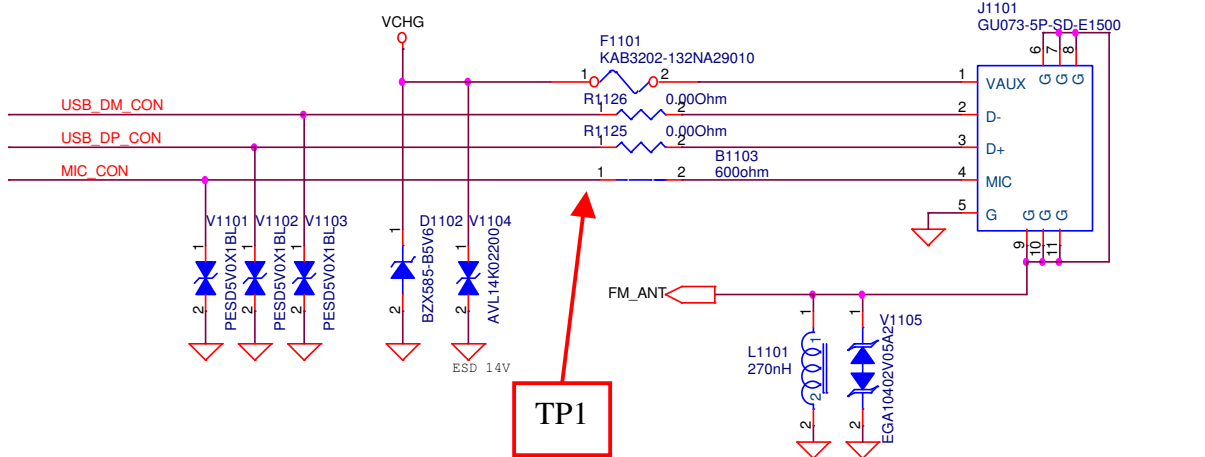 J1101
GU073-5P-SD-E1500
VCHG
F1101
KAB3202-132NA29010
6
7
8
G
G
G
1
2
1
VAUX
USB_DM_CON
R1126
0.00Ohm
1
2
2
D-
USB_DP_CON
R1125
0.00Ohm
1
2
3
D+
B1103
600ohm
MIC_CON
1
2
4
MIC
5
G
G
G
G
9
10
11
V1101
V1102
V1103
D1102
V1104
1
1
1
1
1
PESD5V0X1BL
PESD5V0X1BL
PESD5V0X1BL
BZX585-B5V6
AVL14K02200
2
2
2
2
2
ESD 14V
FM_ANT
1
1
V1105
L1101
270nH
1
2
EGA10402V05A2
2
2
TP1